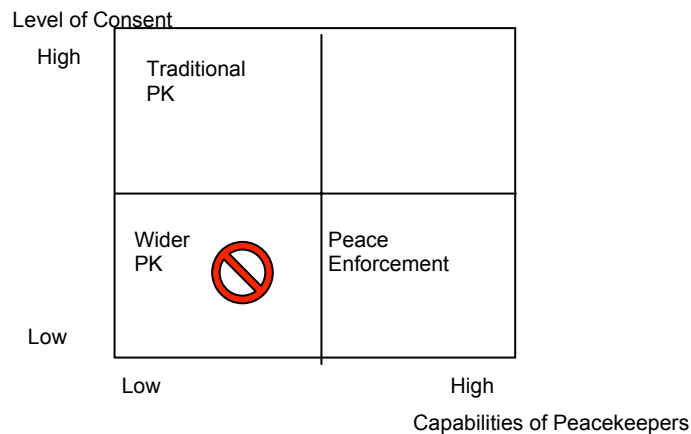 Level of Consent
High
Traditional
PK
Wider
PK
Peace
Enforcement
Low
Low
High
Capabilities of Peacekeepers